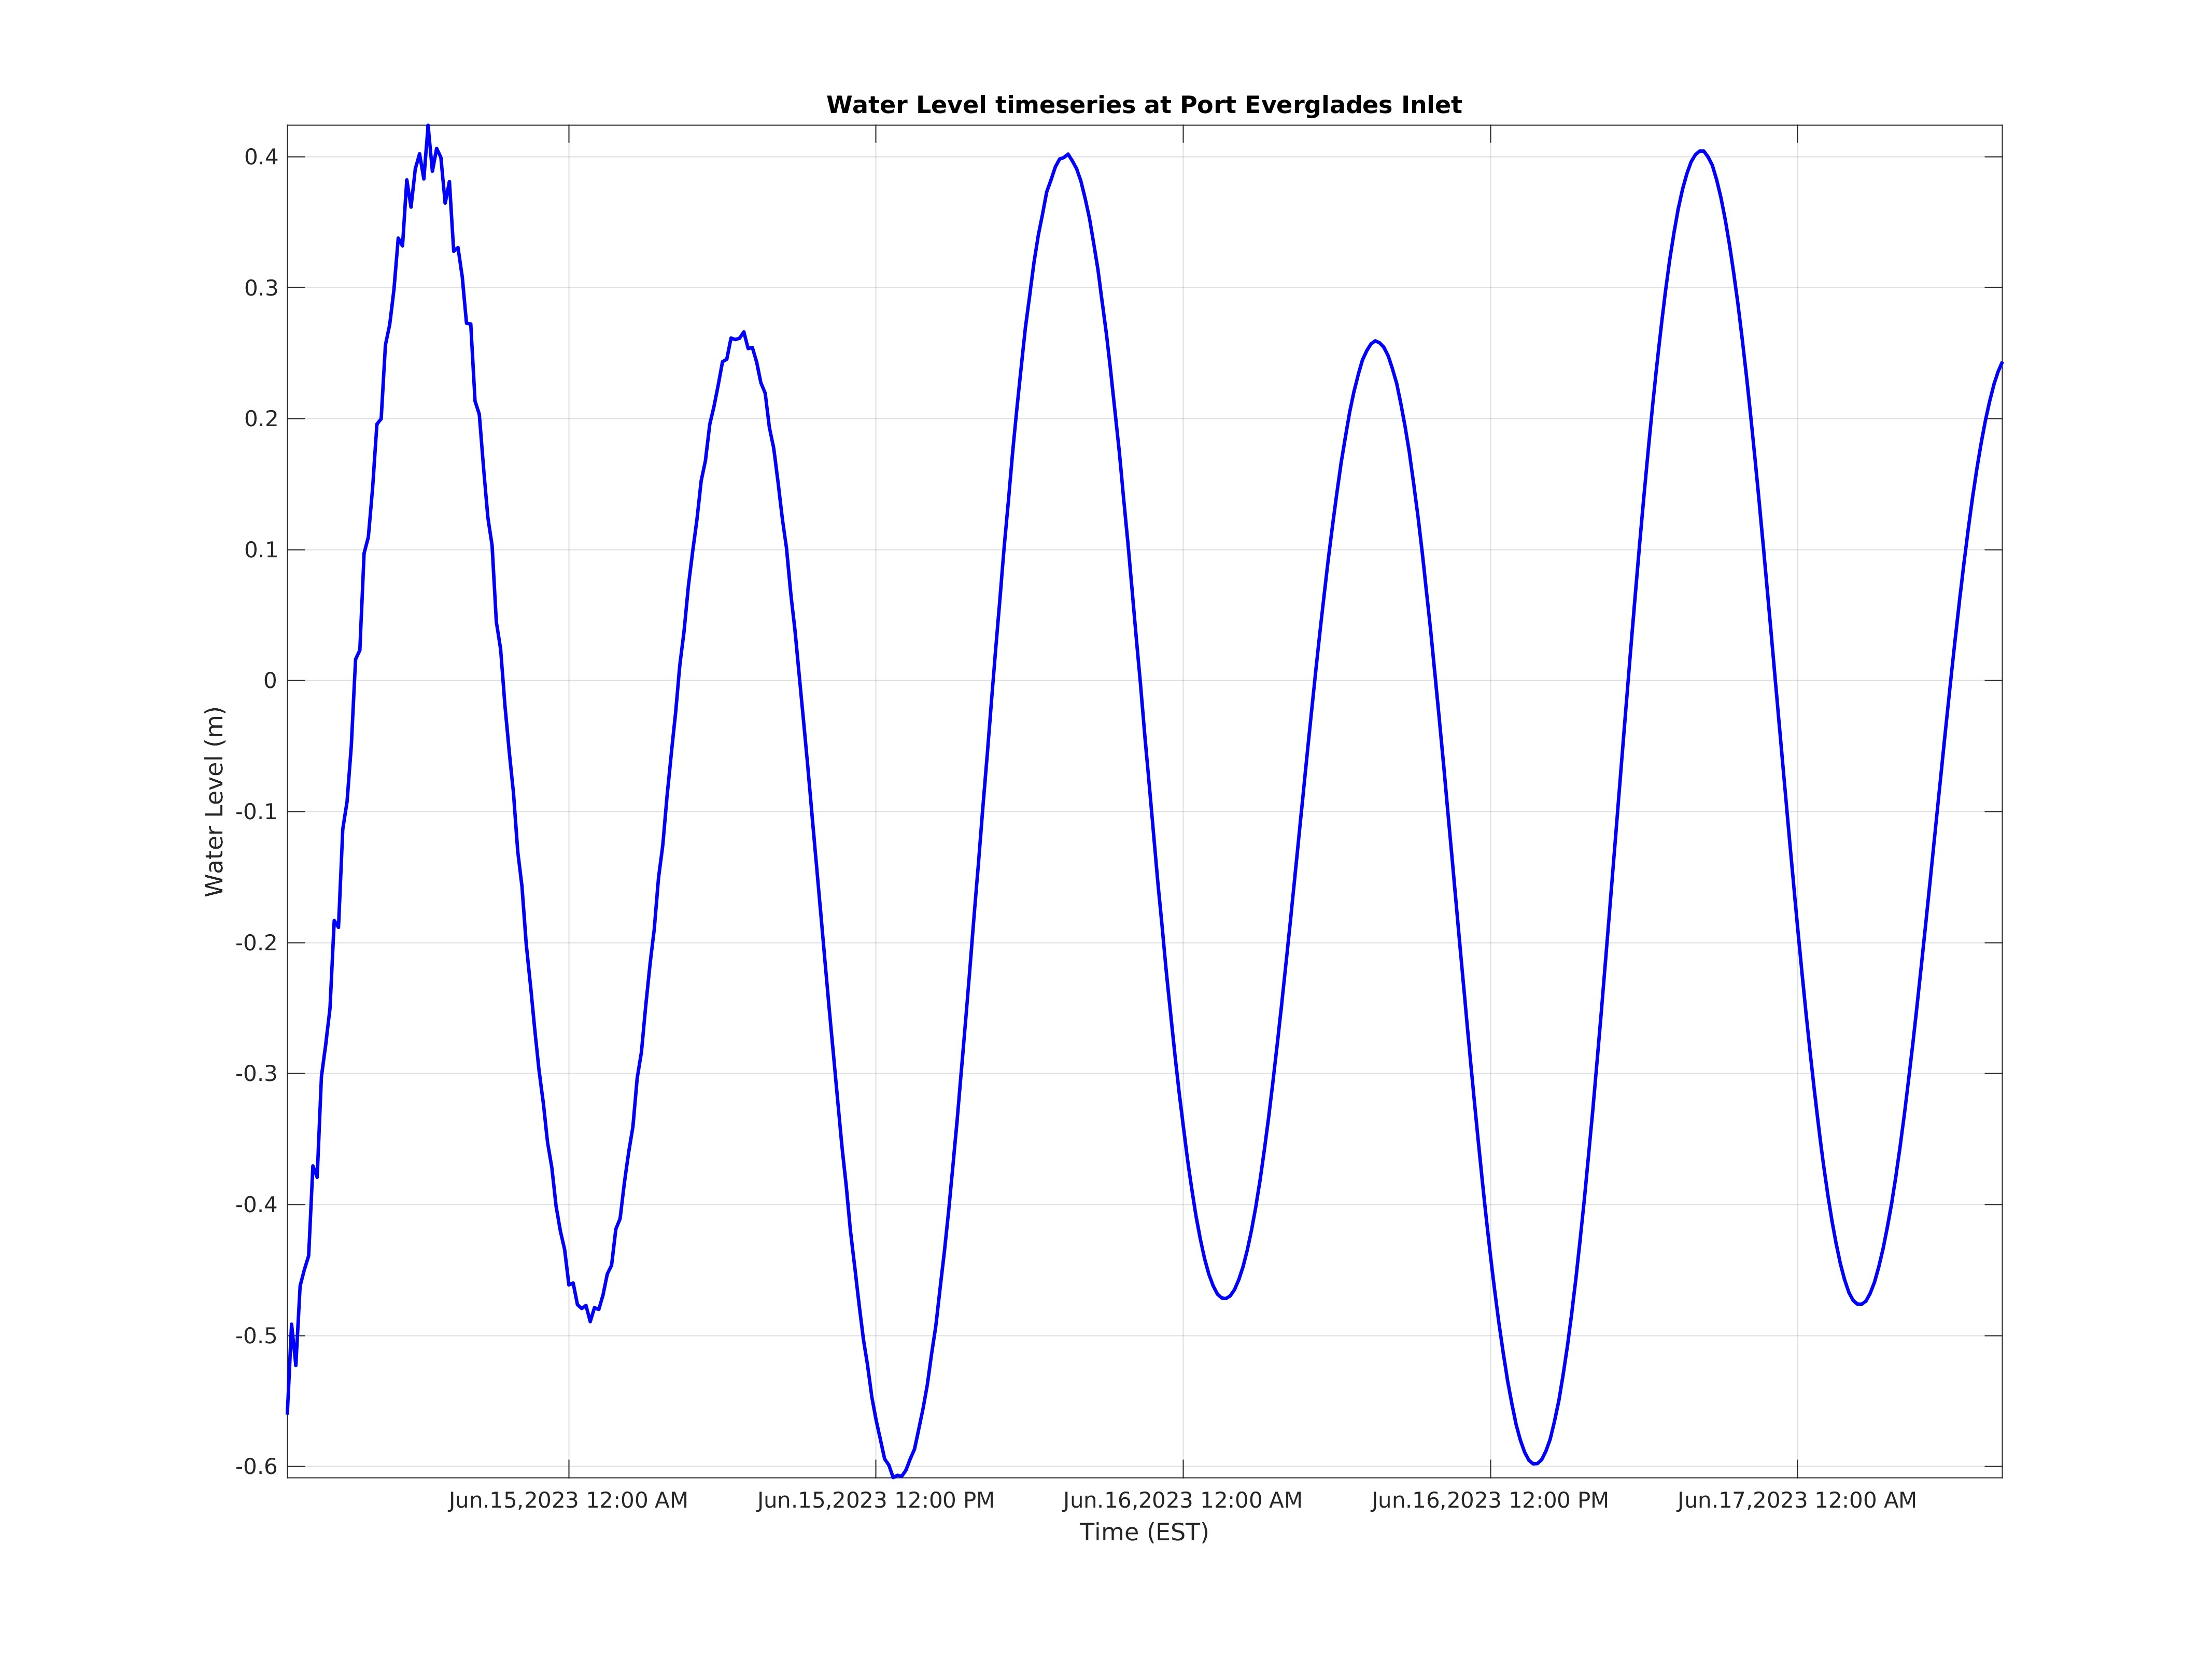 Water Level timeseries at Port Everglades Inlet
0.4
0.3
0.2
0.1
0
-0.1
-0.2
-0.3
-0.4
-0.5
-0.6
Water Level (m)
Jun.15,2023 12:00 AM
Jun.15,2023 12:00 PM
Jun.16,2023 12:00 AM
Jun.16,2023 12:00 PM
Jun.17,2023 12:00 AM
Time (EST)